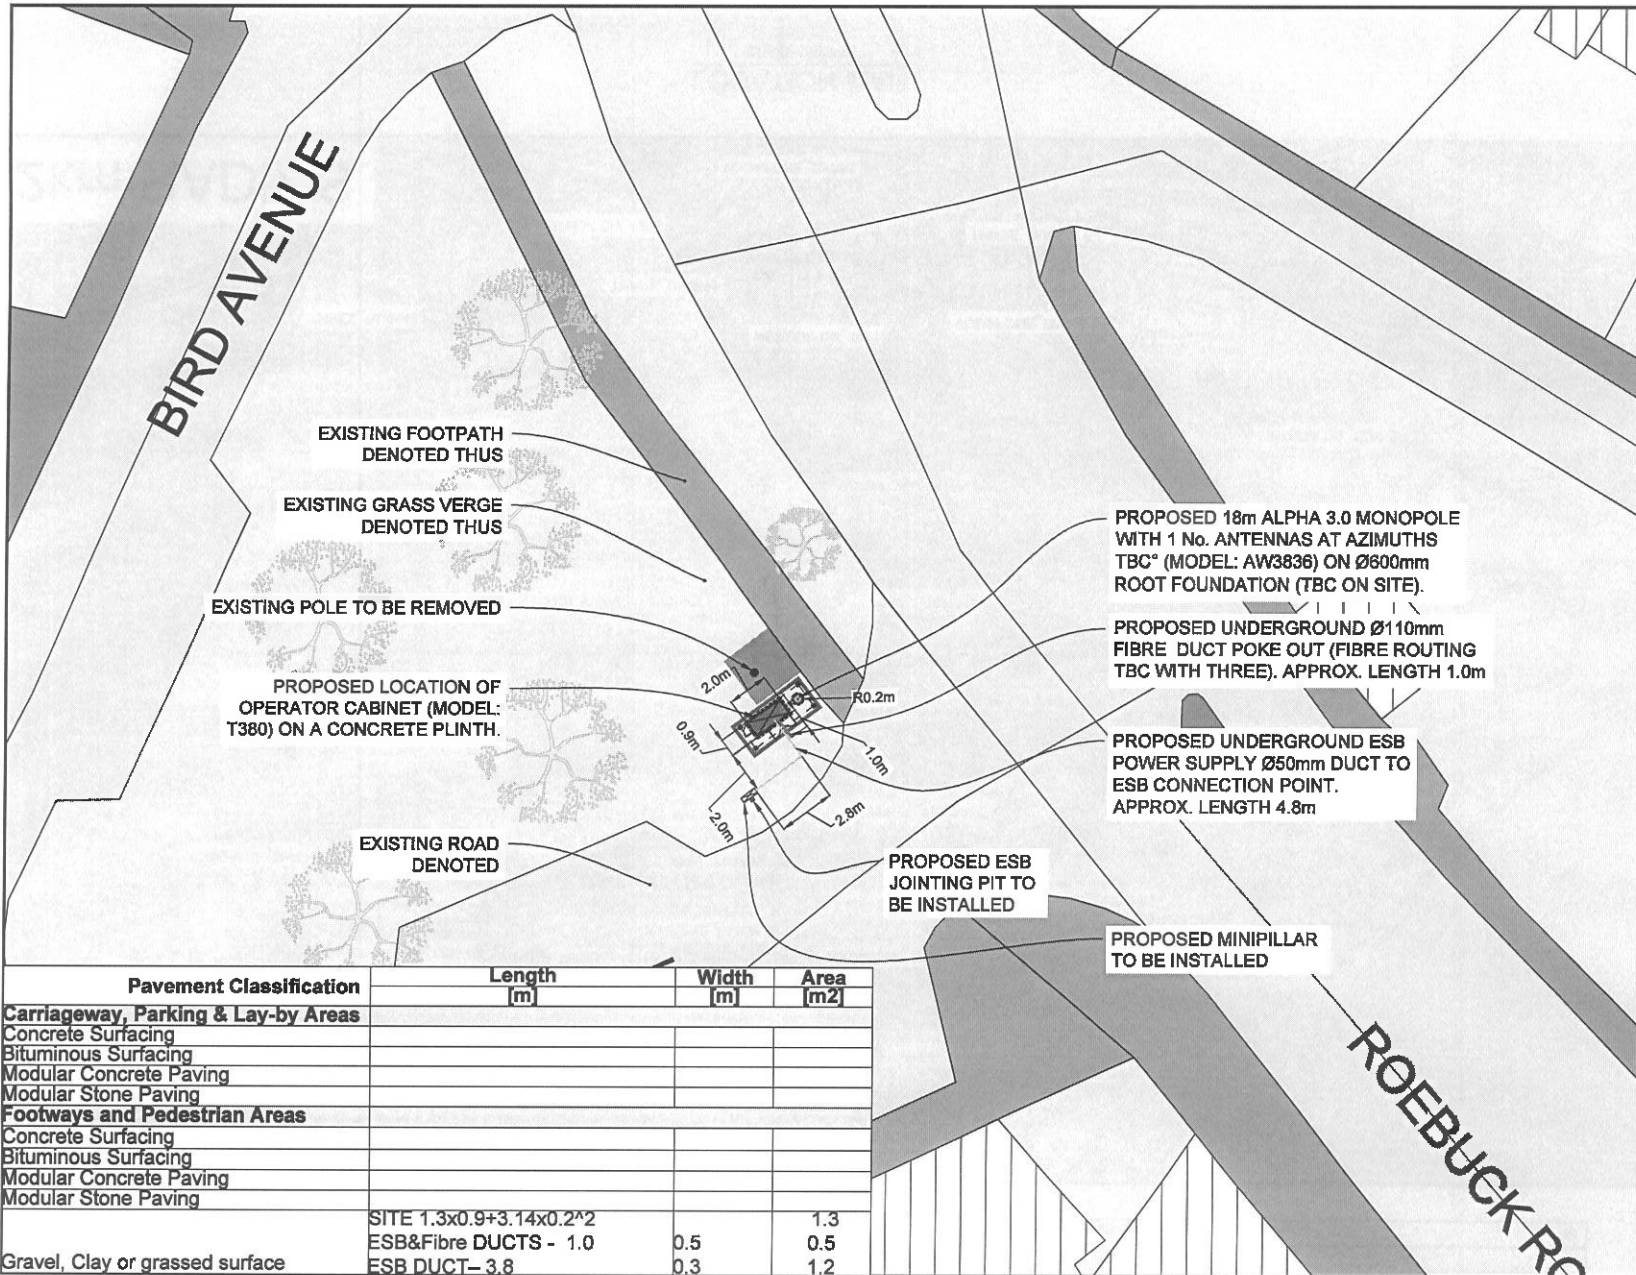 BIRD AVENUE
EXISTING FOOTPATH
DENOTED THUS
EXISTING GRASS VERGE
DENOTED THUS
EXISTING POLE TO BE REMOVED
PROPOSED LOCATION OF
OPERATOR CABINET (MODEL:
T380) ON A CONCRETE PLINTH.
EXISTING ROAD
DENOTED
2.0m
R0.2m
0.9m
1.0m
2.0m
2.8m
PROPOSED 18m ALPHA 3.0 MONOPOLE
WITH 1 No. ANTENNAS AT AZIMUTHS
TBC° (MODEL: AW3836) ON Ø600mm
ROOT FOUNDATION (TBC ON SITE).
PROPOSED UNDERGROUND Ø110mm
FIBRE DUCT POKE OUT (FIBRE ROUTING
TBC WITH THREE). APPROX. LENGTH 1.0m
PROPOSED UNDERGROUND ESB
POWER SUPPLY Ø50mm DUCT TO
ESB CONNECTION POINT.
APPROX. LENGTH 4.8m
PROPOSED ESB
JOINTING PIT TO
BE INSTALLED
PROPOSED MINIPILLAR
TO BE INSTALLED
ROEBUCK RO
Pavement Classification Length [m] Width [m] Area [m2]
Carriageway, Parking & Lay-by Areas
Concrete Surfacing
Bituminous Surfacing
Modular Concrete Paving
Modular Stone Paving
Footways and Pedestrian Areas
Concrete Surfacing
Bituminous Surfacing
Modular Concrete Paving
Modular Stone Paving
SITE 1.3x0.9+3.14x0.2^2 1.3
ESB&Fibre DUCTS - 1.0 0.5 0.5
Gravel, Clay or grassed surface ESB DUCT– 3.8 0.3 1.2